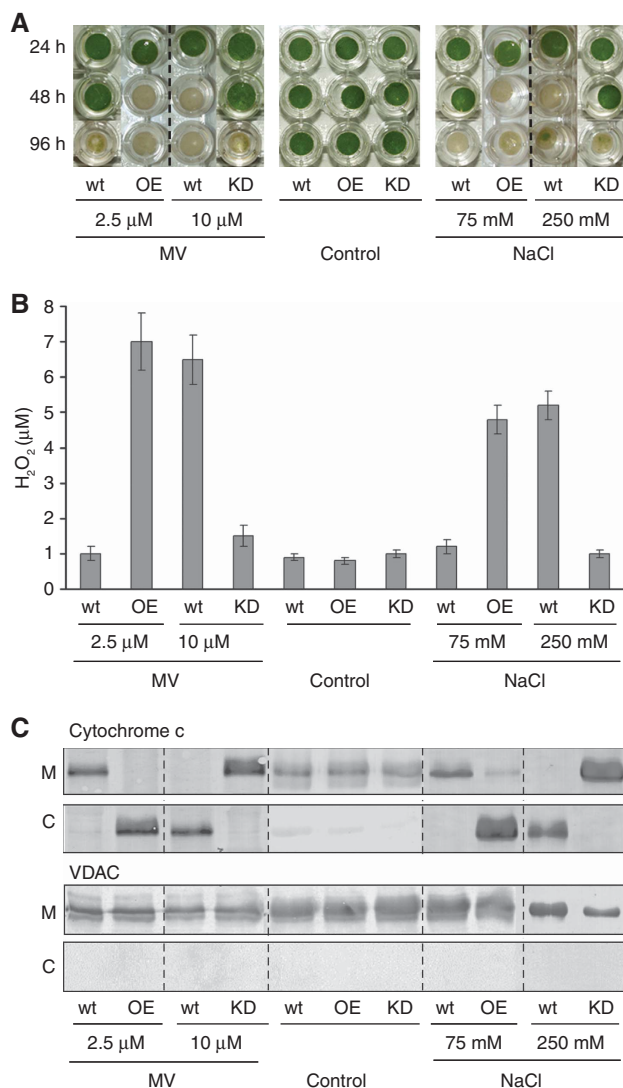 A
24 h
48 h
96 h
wt OE wt KD wt OE KD wt OE wt KD
2.5 µM 10 µM 75 mM 250 mM
MV Control NaCl
B
8
7
6
5
4
3
2
1
0
H₂O₂ (µM)
wt OE wt KD wt OE KD wt OE wt KD
2.5 µM 10 µM 75 mM 250 mM
MV Control NaCl
C
Cytochrome c
M
C
VDAC
M
C
wt OE wt KD wt OE KD wt OE wt KD
2.5 µM 10 µM 75 mM 250 mM
MV Control NaCl